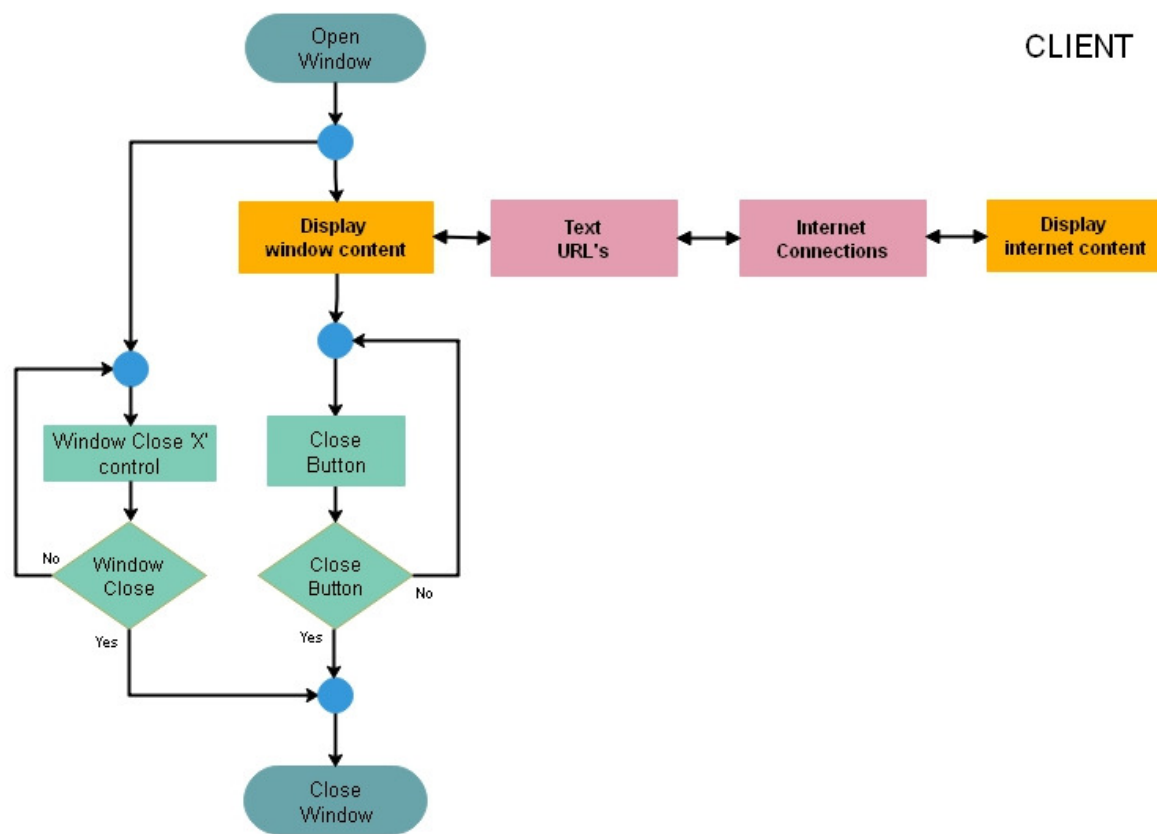 Open
Window
CLIENT
Display
window content
Text
URL's
Internet
Connections
Display
internet content
Window Close 'X'
control
Close
Button
No
Window
Close
Close
Button
No
Yes
Yes
Close
Window